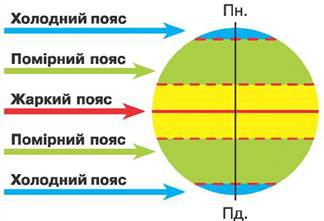 Пн.
Холодний пояс
Помірний пояс
Жаркий пояс
Помірний пояс
Холодний пояс
Пд.